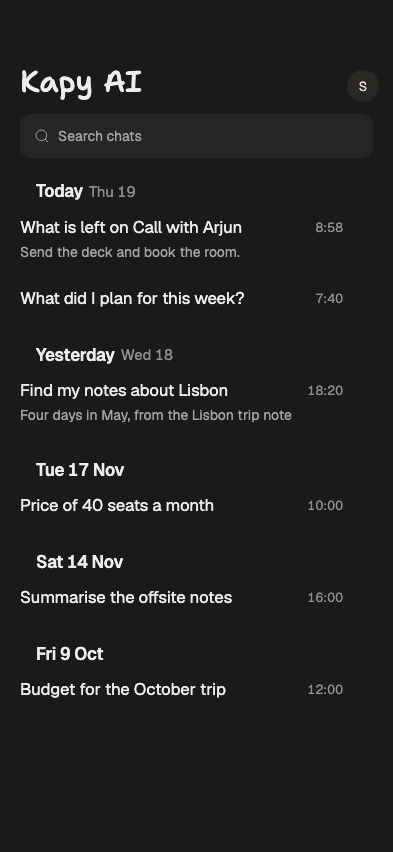 Kapy AI
S
Search chats
Today Thu 19
What is left on Call with Arjun 8:58
Send the deck and book the room.
What did I plan for this week? 7:40
Yesterday Wed 18
Find my notes about Lisbon 18:20
Four days in May, from the Lisbon trip note
Tue 17 Nov
Price of 40 seats a month 10:00
Sat 14 Nov
Summarise the offsite notes 16:00
Fri 9 Oct
Budget for the October trip 12:00